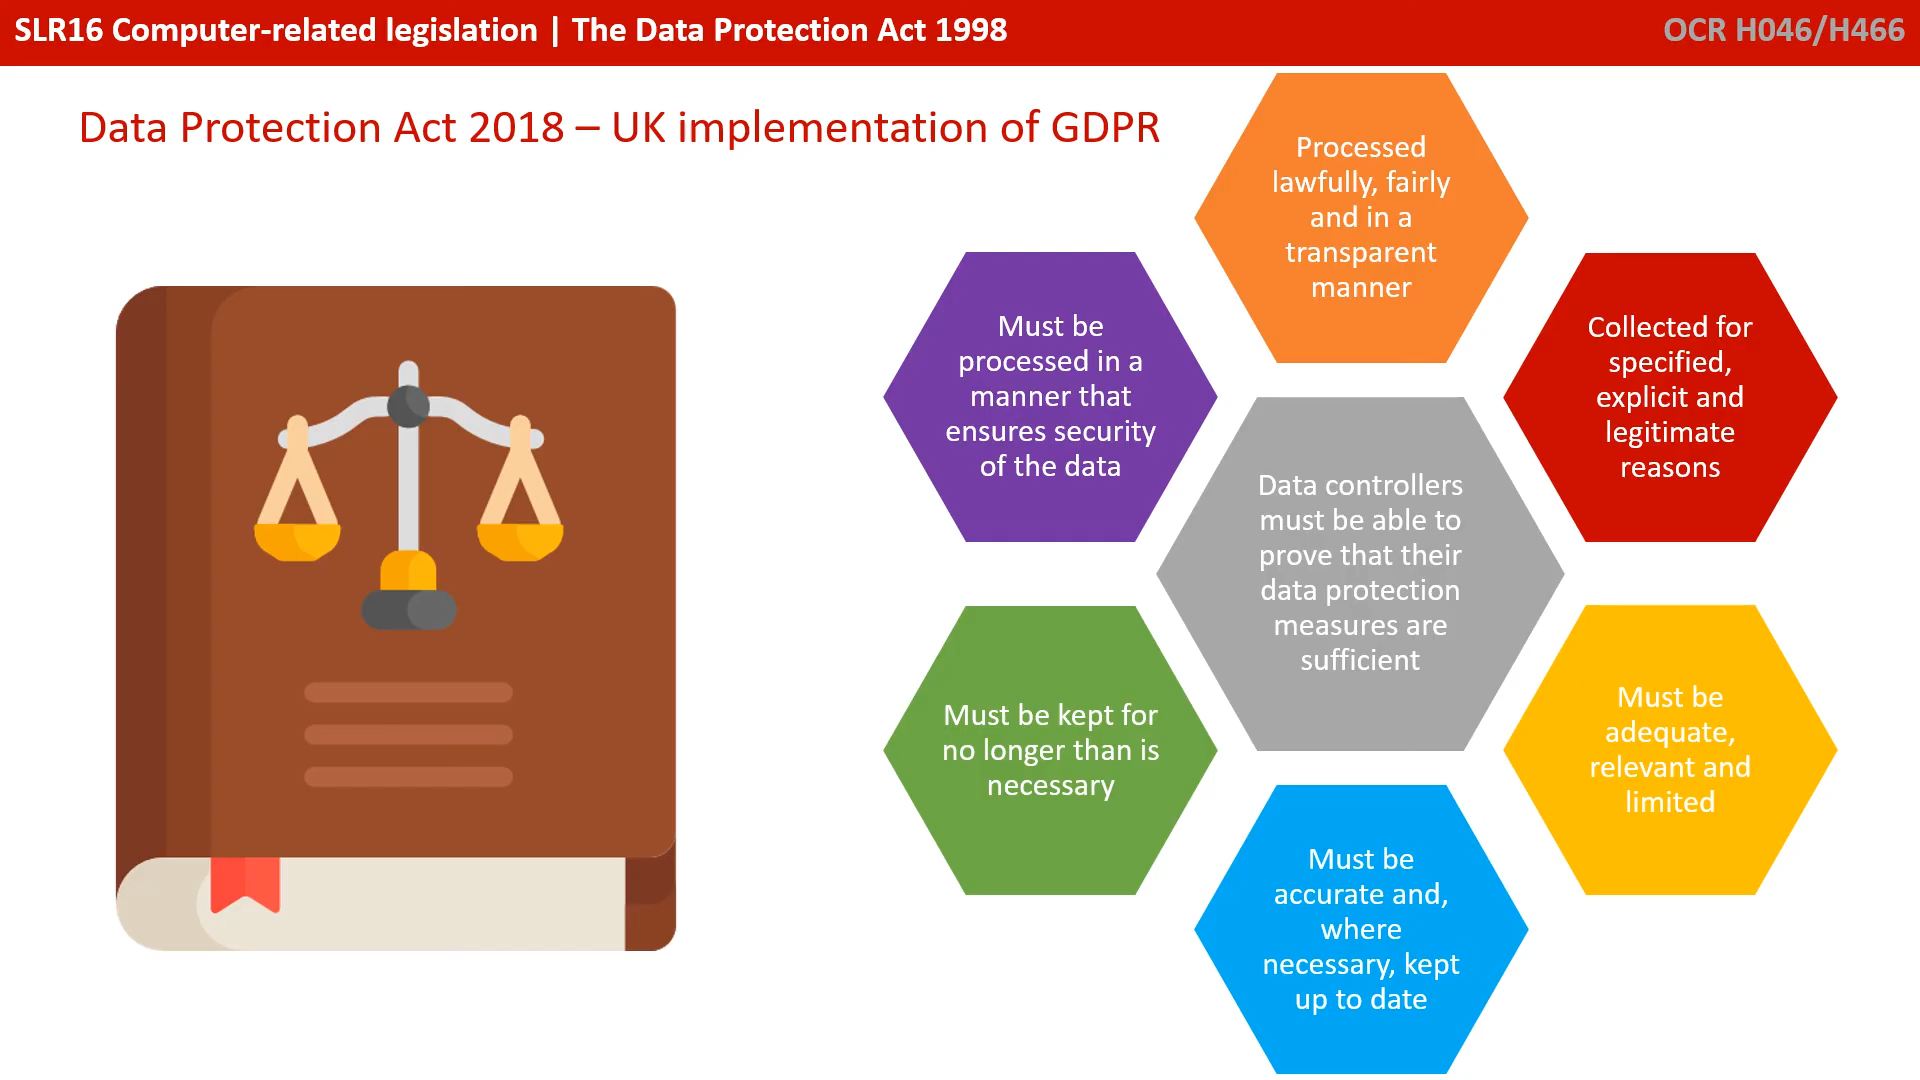 SLR16 Computer-related legislation | The Data Protection Act 1998
OCR H046/H466
Data Protection Act 2018 – UK implementation of GDPR
Processed
lawfully, fairly
and in a
transparent
manner
Collected for
specified,
explicit and
legitimate
reasons
Must be
adequate,
relevant and
limited
Must be
accurate and,
where
necessary, kept
up to date
Must be kept for
no longer than is
necessary
Must be
processed in a
manner that
ensures security
of the data
Data controllers
must be able to
prove that their
data protection
measures are
sufficient